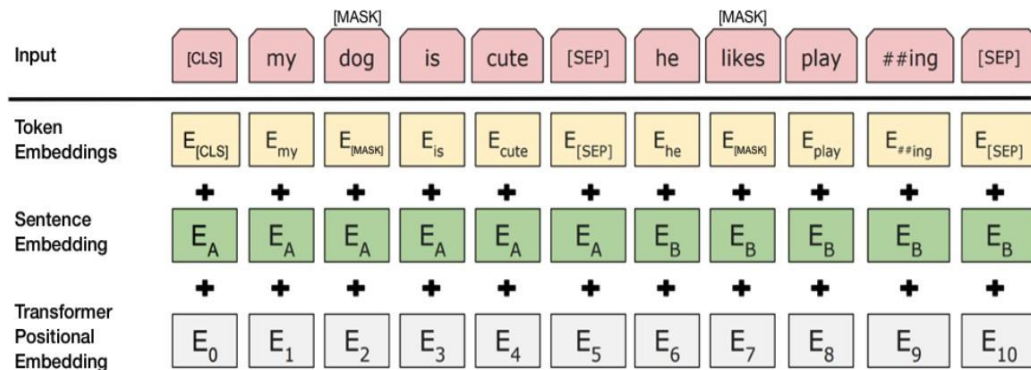 [MASK] [MASK]
Input [CLS] my dog is cute [SEP] he likes play ##ing [SEP]
Token
Embeddings
E[CLS] Emy E[MASK] Eis Ecute E[SEP] Ehe E[MASK] Eplay E##ing E[SEP]
+ + + + + + + + + + +
Sentence
Embedding
EA EA EA EA EA EA EB EB EB EB EB
+ + + + + + + + + + +
Transformer
Positional
Embedding
E0 E1 E2 E3 E4 E5 E6 E7 E8 E9 E10